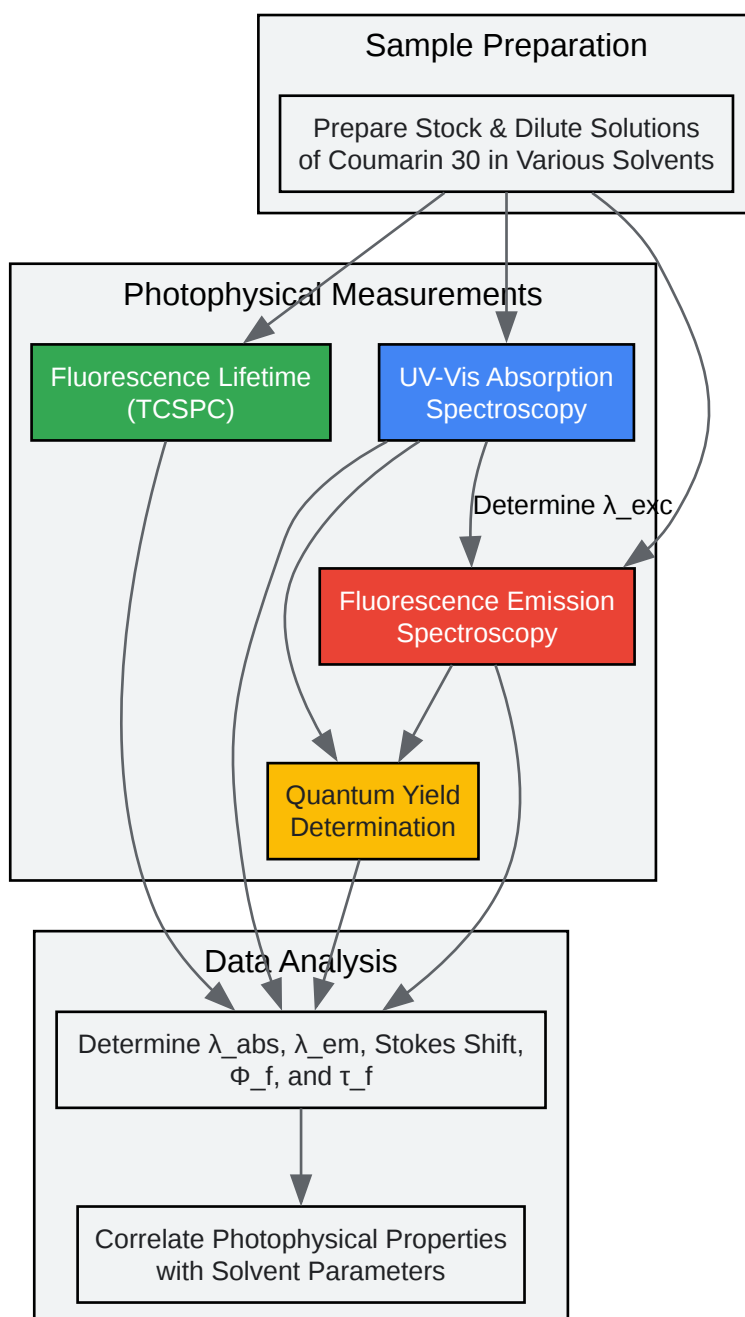 Sample Preparation
Prepare Stock & Dilute Solutions
of Coumarin 30 in Various Solvents
Photophysical Measurements
Fluorescence Lifetime
(TCSPC)
UV-Vis Absorption
Spectroscopy
Determine λ_exc
Fluorescence Emission
Spectroscopy
Quantum Yield
Determination
Data Analysis
Determine λ_abs, λ_em, Stokes Shift,
Φ_f, and τ_f
Correlate Photophysical Properties
with Solvent Parameters